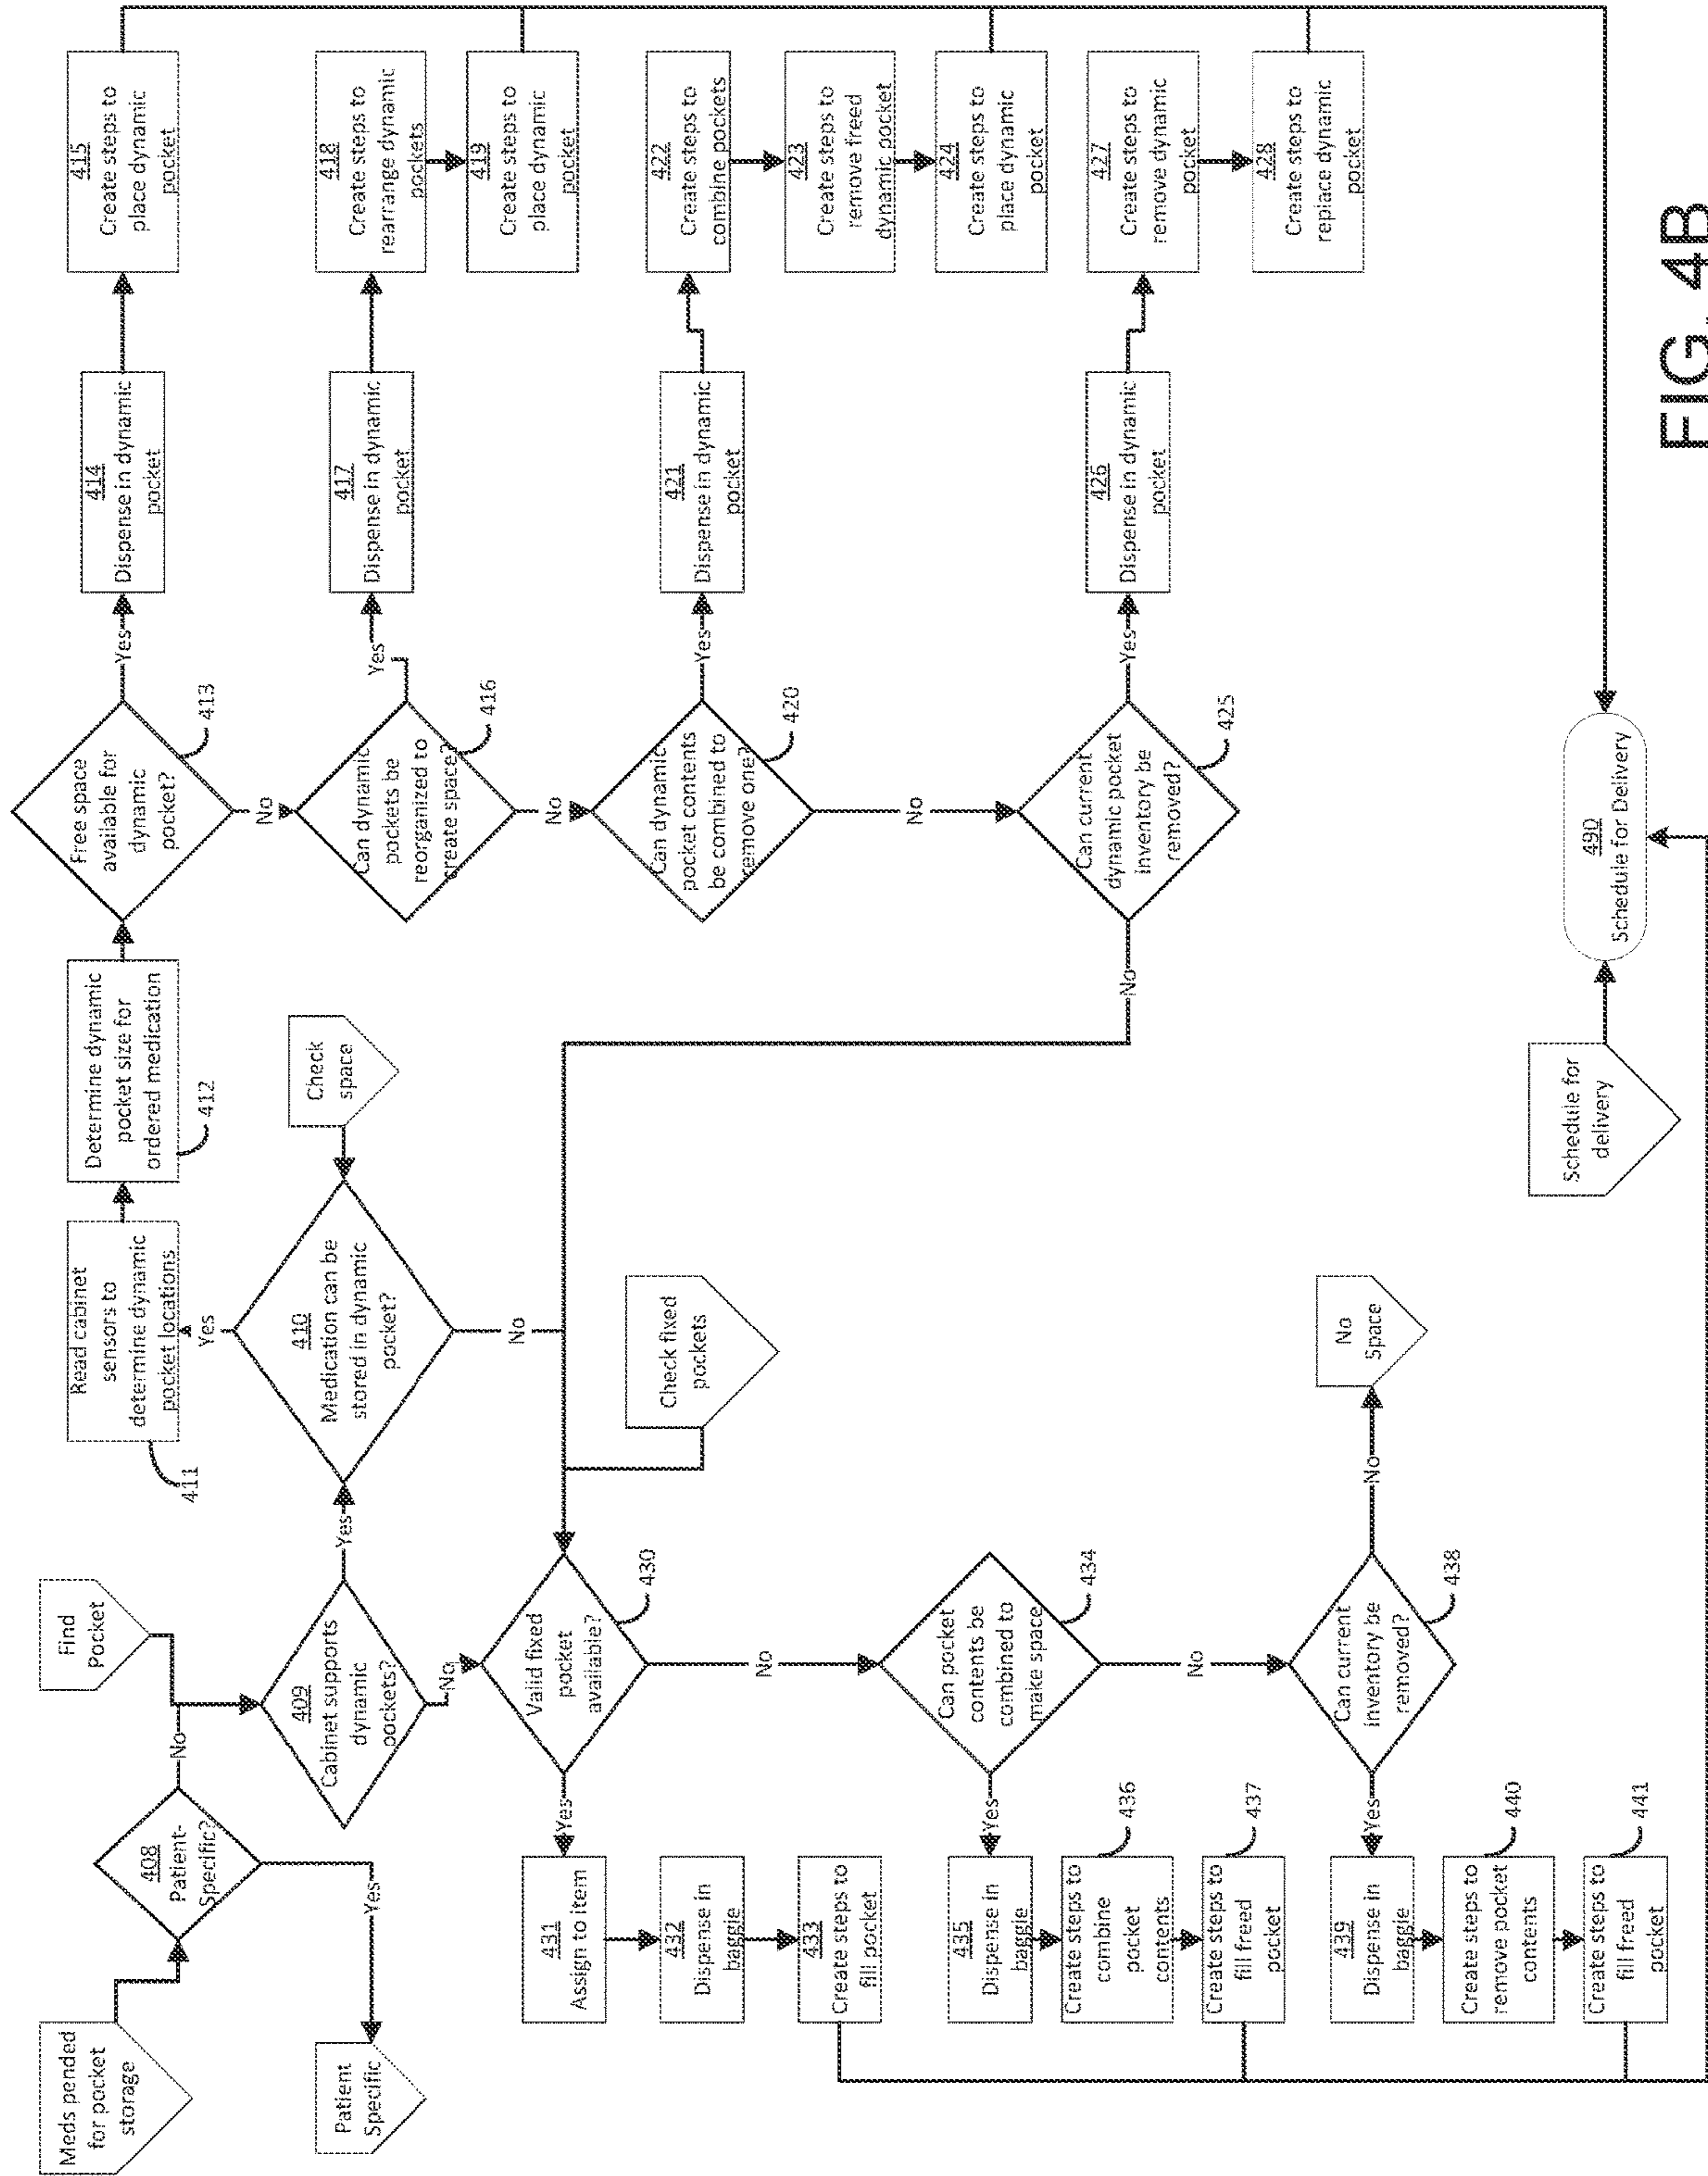 Meds pended
for pocket
storage
408
Patient-
Specific?
No
Yes
Patient
Specific
Find
Pocket
409
Cabinet supports
dynamic
pockets?
Yes
No
410
Medication can be
stored in dynamic
pocket?
Yes
No
Check
space
Read cabinet
sensors to
determine dynamic
pocket locations
411
Determine dynamic
pocket size for
ordered medication
412
Free space
available for
dynamic
pocket?
413
Yes
No
414
Dispense in dynamic
pocket
415
Create steps to
place dynamic
pocket
Can dynamic
pockets be
reorganized to
create space?
416
Yes
No
417
Dispense in dynamic
pocket
418
Create steps to
rearrange dynamic
pockets
419
Create steps to
place dynamic
pocket
Can dynamic
pocket contents
be combined to
remove one?
420
Yes
No
421
Dispense in dynamic
pocket
422
Create steps to
combine pockets
423
Create steps to
remove freed
dynamic pocket
424
Create steps to
place dynamic
pocket
Can current
dynamic pocket
inventory be
removed?
425
Yes
No
426
Dispense in dynamic
pocket
427
Create steps to
remove dynamic
pocket
428
Create steps to
replace dynamic
pocket
Check fixed
pockets
Valid fixed
pocket
available?
430
Yes
No
431
Assign to item
432
Dispense in
baggie
433
Create steps to
fill pocket
Can pocket
contents be
combined to
make space
434
Yes
No
435
Dispense in
baggie
Create steps to
combine
pocket
contents
436
Create steps to
fill freed
pocket
437
Can current
inventory be
removed?
438
Yes
No
No
Space
439
Dispense in
baggie
Create steps to
remove pocket
contents
440
Create steps to
fill freed
pocket
441
Schedule for
delivery
490
Schedule for Delivery
FIG. 4B